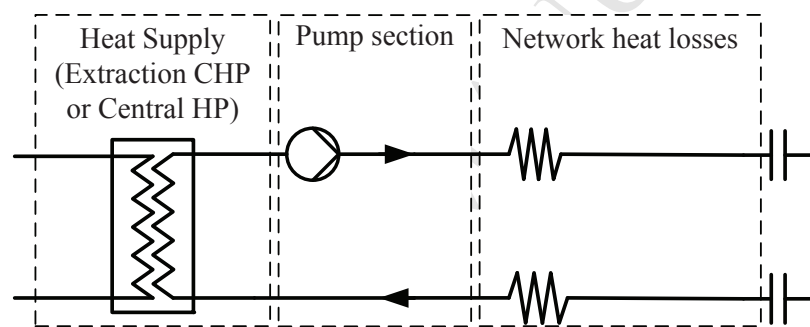 Heat Supply
(Extraction CHP
or Central HP)
Pump section
Network heat losses